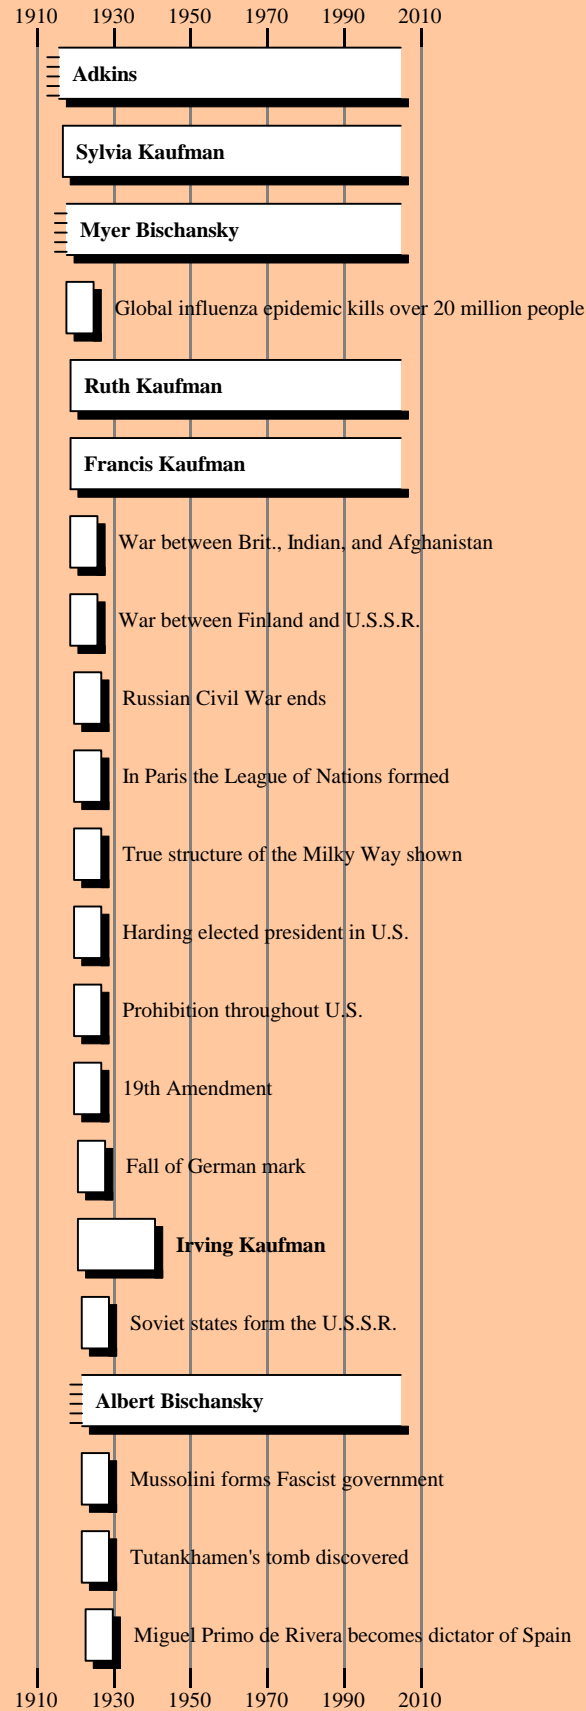 1910 1930 1950 1970 1990 2010
Adkins
Sylvia Kaufman
Myer Bischansky
Global influenza epidemic kills over 20 million people
Ruth Kaufman
Francis Kaufman
War between Brit., Indian, and Afghanistan
War between Finland and U.S.S.R.
Russian Civil War ends
In Paris the League of Nations formed
True structure of the Milky Way shown
Harding elected president in U.S.
Prohibition throughout U.S.
19th Amendment
Fall of German mark
Irving Kaufman
Soviet states form the U.S.S.R.
Albert Bischansky
Mussolini forms Fascist government
Tutankhamen's tomb discovered
Miguel Primo de Rivera becomes dictator of Spain
1910 1930 1950 1970 1990 2010